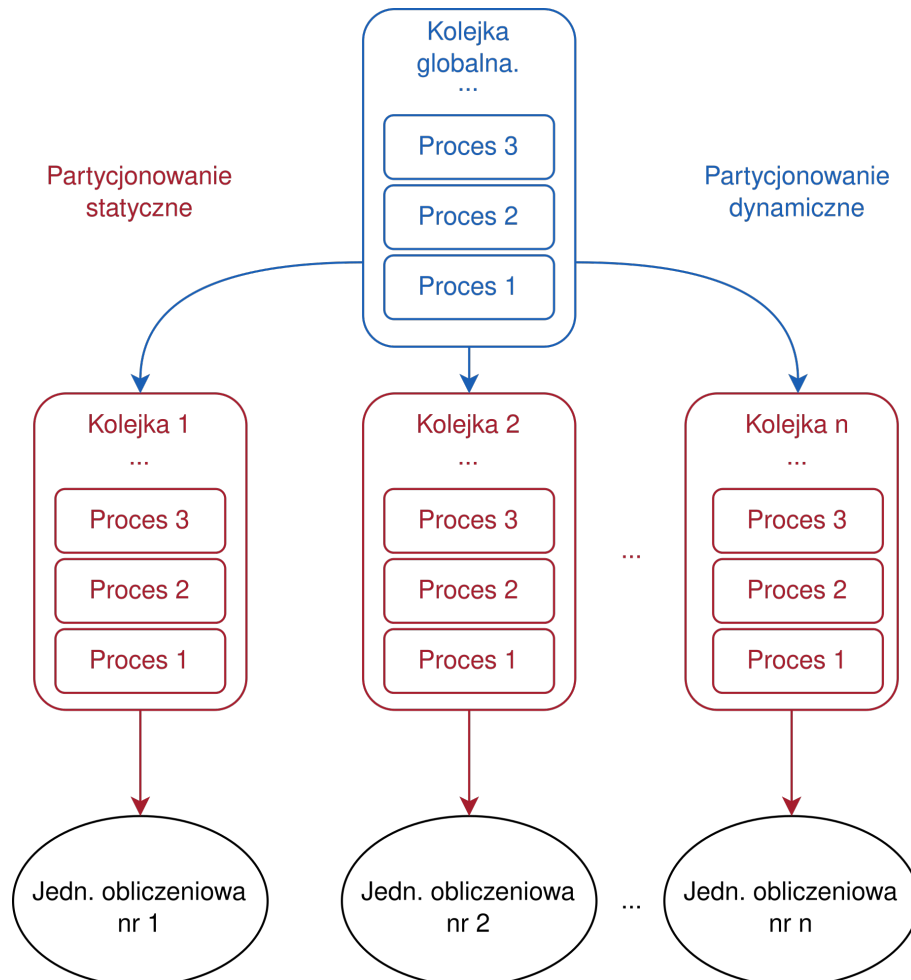 Kolejka
globalna.
...
Proces 3
Proces 2
Proces 1
Partycjonowanie
statyczne
Partycjonowanie
dynamiczne
Kolejka 1
...
Proces 3
Proces 2
Proces 1
Kolejka 2
...
Proces 3
Proces 2
Proces 1
...
Kolejka n
...
Proces 3
Proces 2
Proces 1
Jedn. obliczeniowa
nr 1
Jedn. obliczeniowa
nr 2
...
Jedn. obliczeniowa
nr n